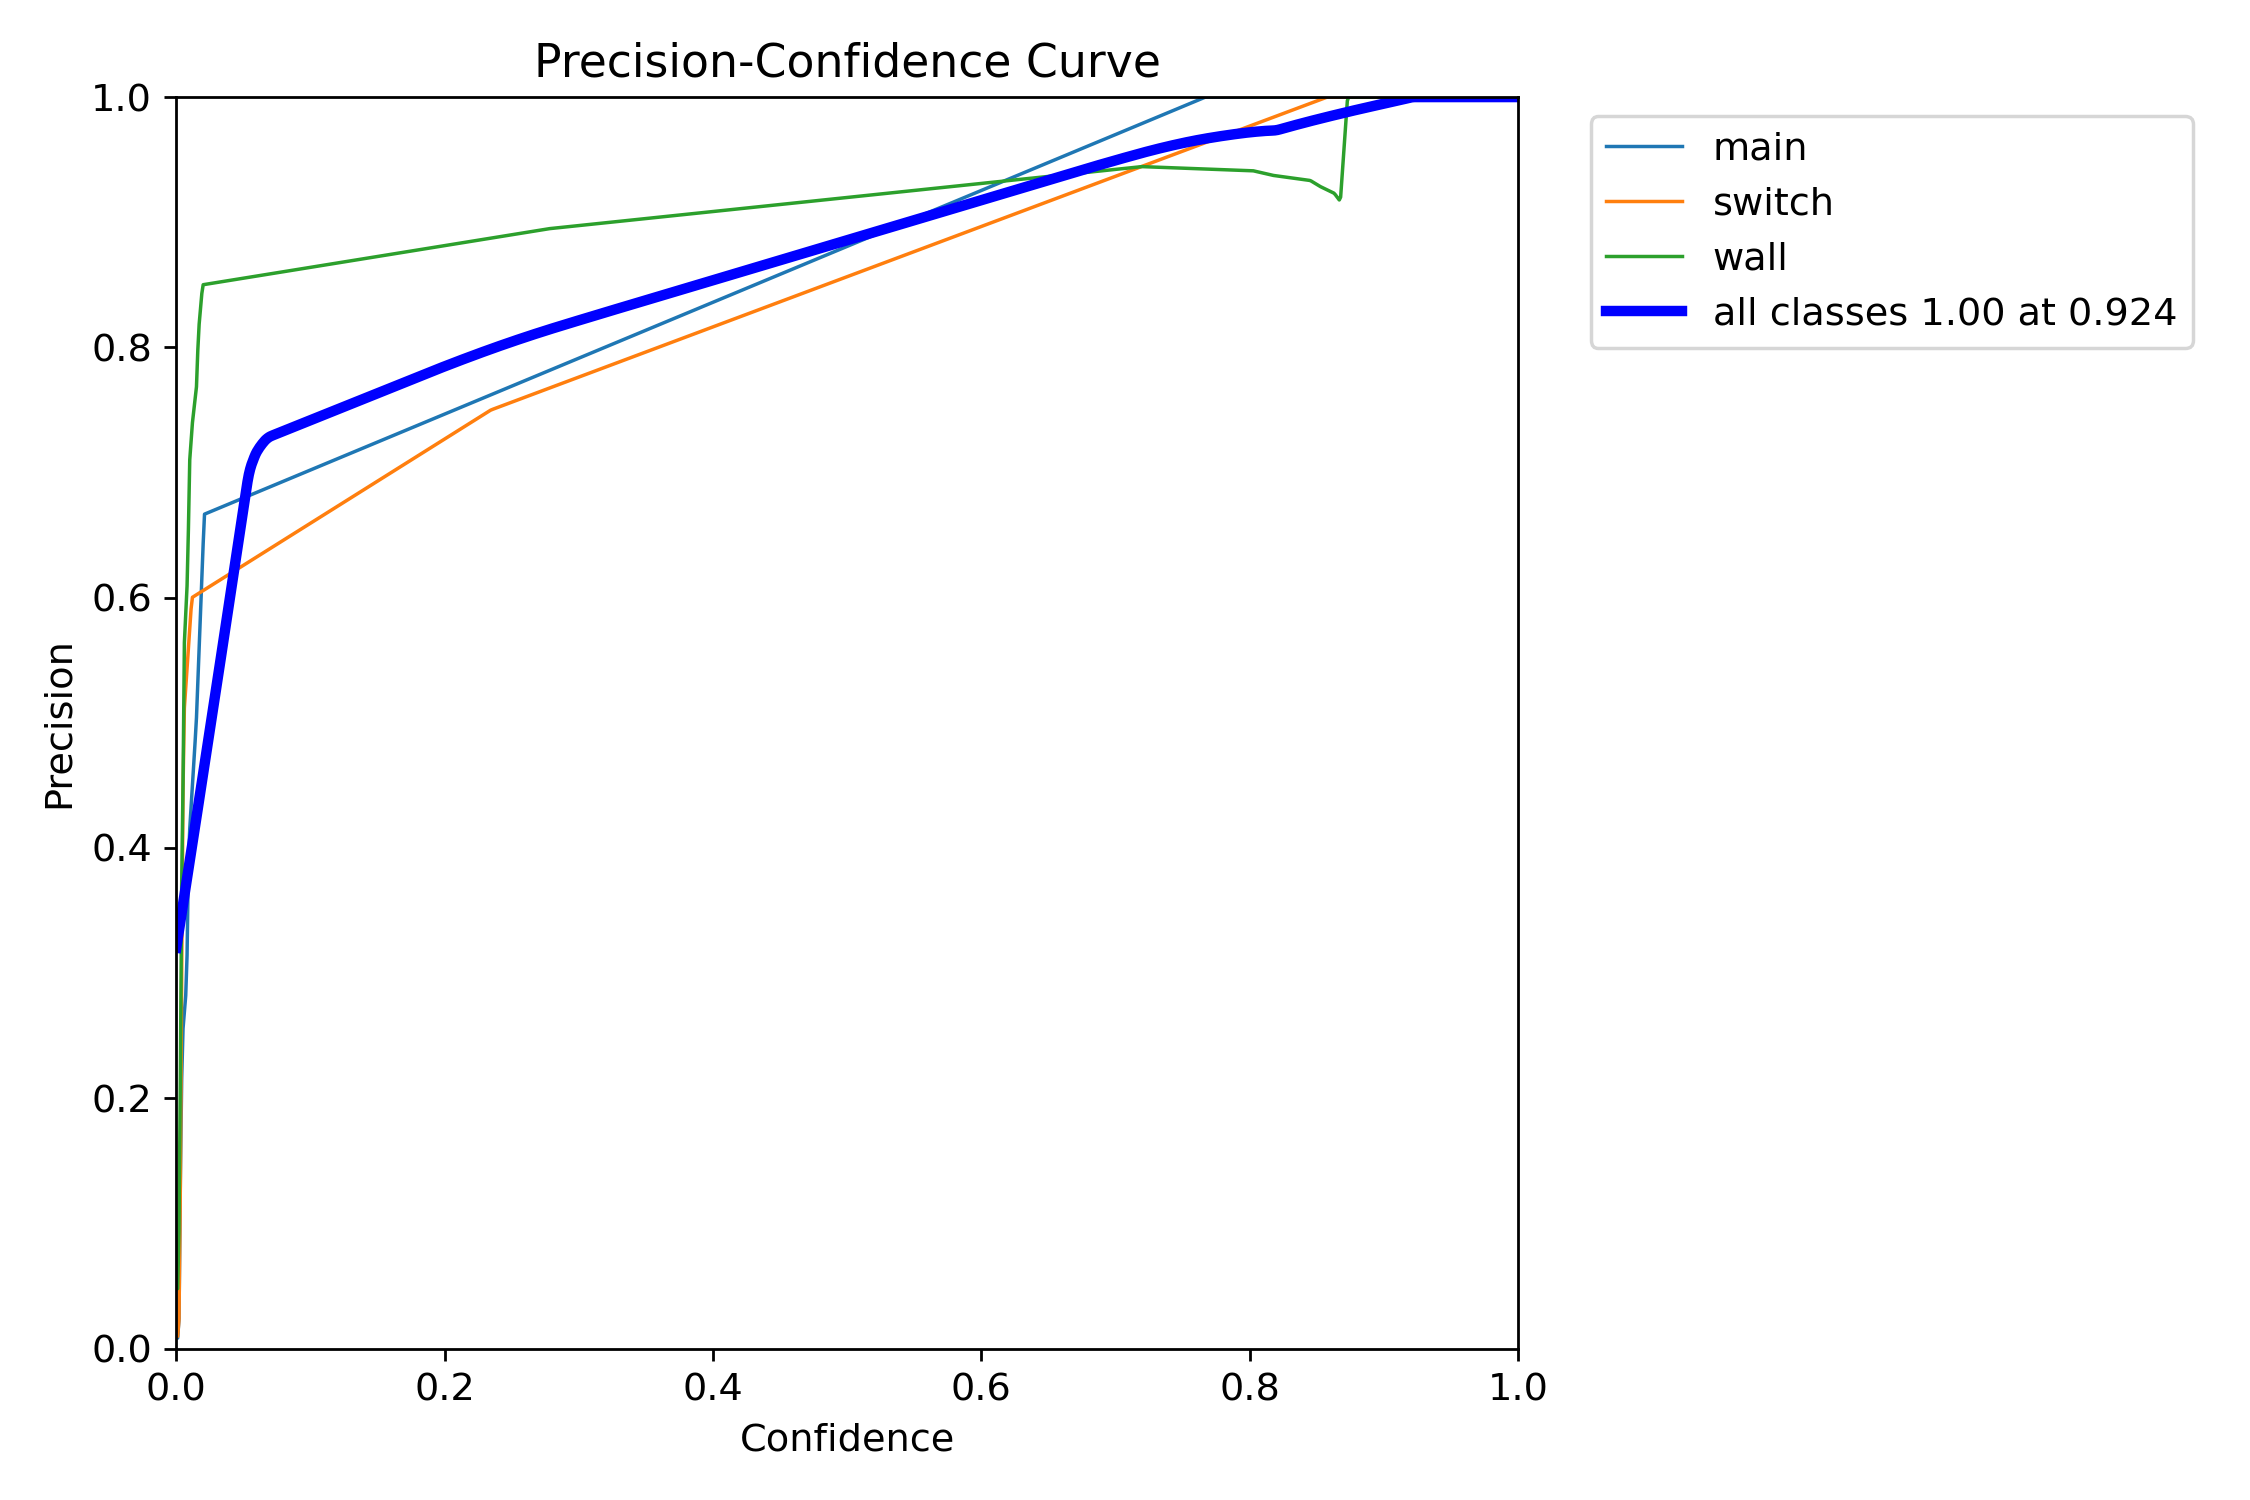 Precision-Confidence Curve
1.0
0.8
0.6
0.4
0.2
0.0
Precision
0.0 0.2 0.4 0.6 0.8 1.0
Confidence
main
switch
wall
all classes 1.00 at 0.924